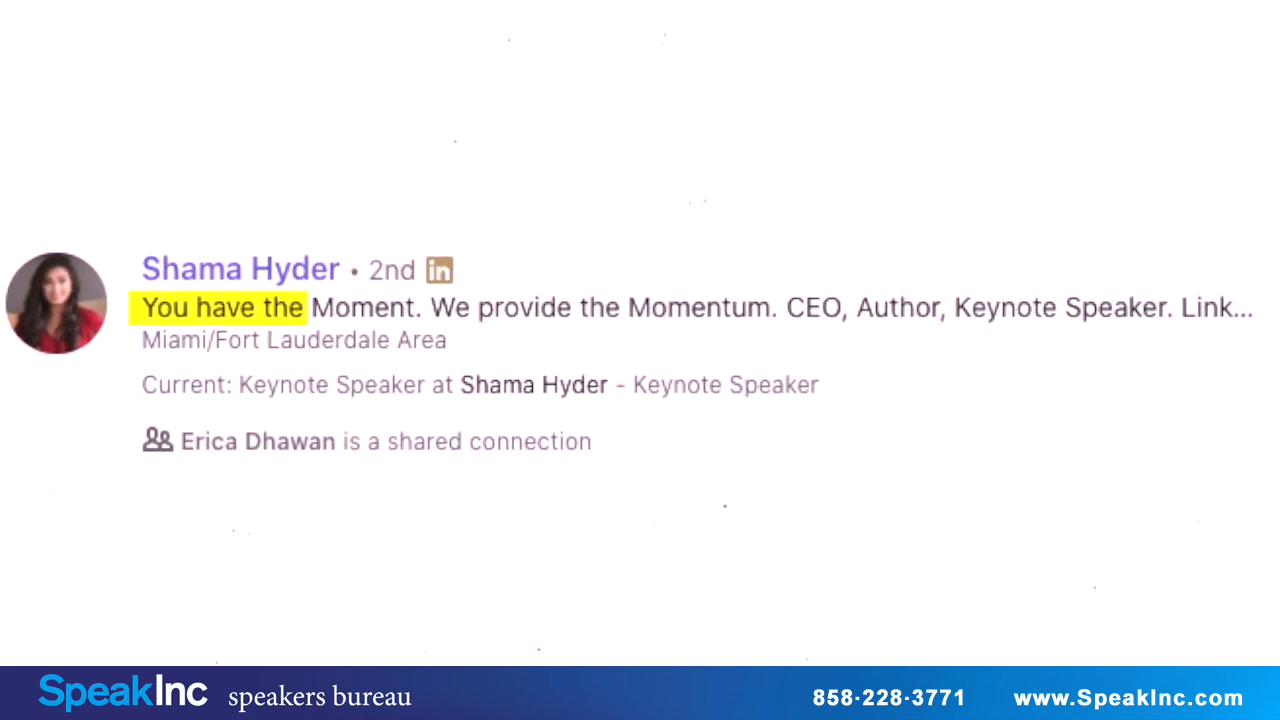 Shama Hyder • 2nd in
You have the Moment. We provide the Momentum. CEO, Author, Keynote Speaker. Link...
Miami/Fort Lauderdale Area
Current: Keynote Speaker at Shama Hyder - Keynote Speaker
Erica Dhawan is a shared connection
SpeakInc speakers bureau 858-228-3771 www.SpeakInc.com